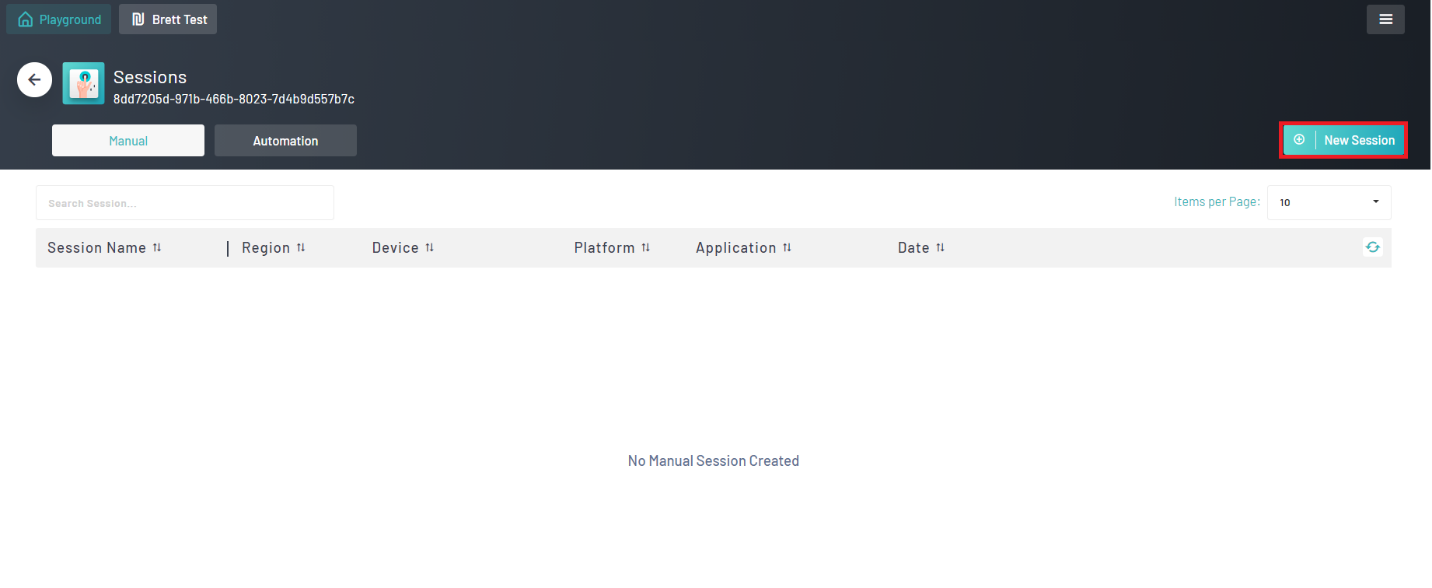 Playground
Brett Test
Sessions
8dd7205d-971b-466b-8023-7d4b9d557b7c
Manual
Automation
New Session
Search Session...
Items per Page:
10
Session Name
Region
Device
Platform
Application
Date
No Manual Session Created